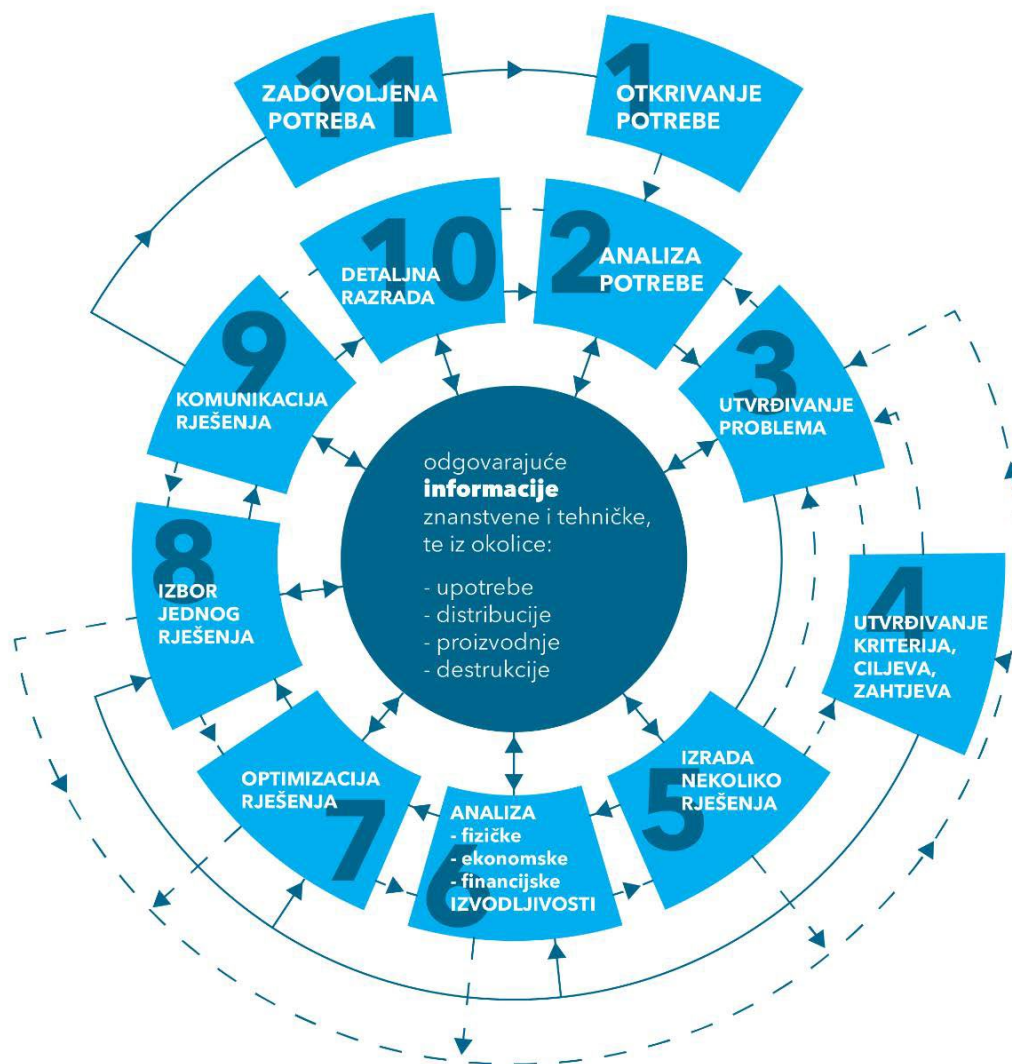 1
OTKRIVANJE
POTREBE
2
ANALIZA
POTREBE
3
UTVRĐIVANJE
PROBLEMA
4
UTVRĐIVANJE
KRITERIJA,
CILJEVA,
ZAHTJEVA
5
IZRADA
NEKOLIKO
RJEŠENJA
6
ANALIZA
- fizičke
- ekonomske
- financijske
IZVODLJIVOSTI
7
OPTIMIZACIJA
RJEŠENJA
8
IZBOR
JEDNOG
RJEŠENJA
9
KOMUNIKACIJA
RJEŠENJA
10
DETALJNA
RAZRADA
11
ZADOVOLJENA
POTREBA
odgovarajuće
informacije
znanstvene i tehničke,
te iz okolice:
- upotrebe
- distribucije
- proizvodnje
- destrukcije